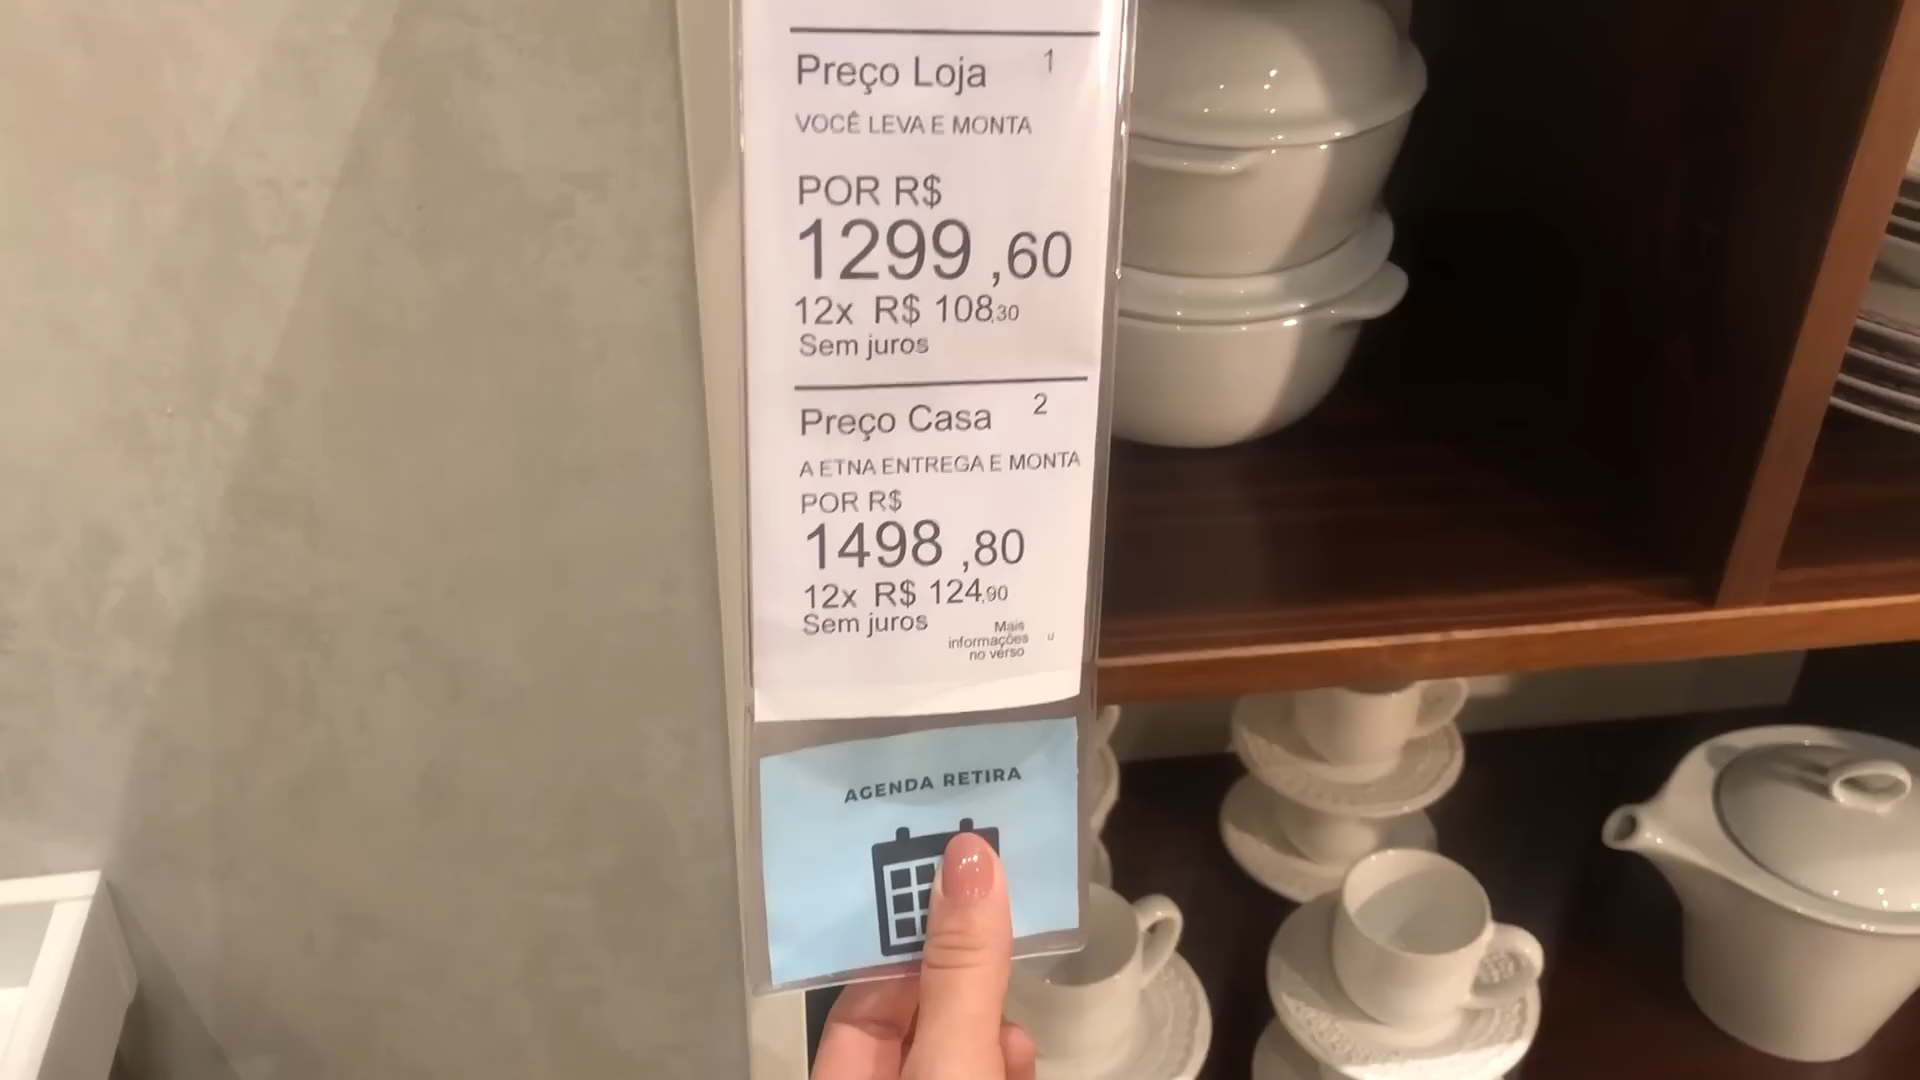 Preço Loja 1
VOCÊ LEVA E MONTA
POR R$
1299 ,60
12x R$ 108,30
Sem juros
Preço Casa 2
A ETNA ENTREGA E MONTA
POR R$
1498 ,80
12x R$ 124,90
Sem juros
Mais
informações u
no verso
AGENDA RETIRA